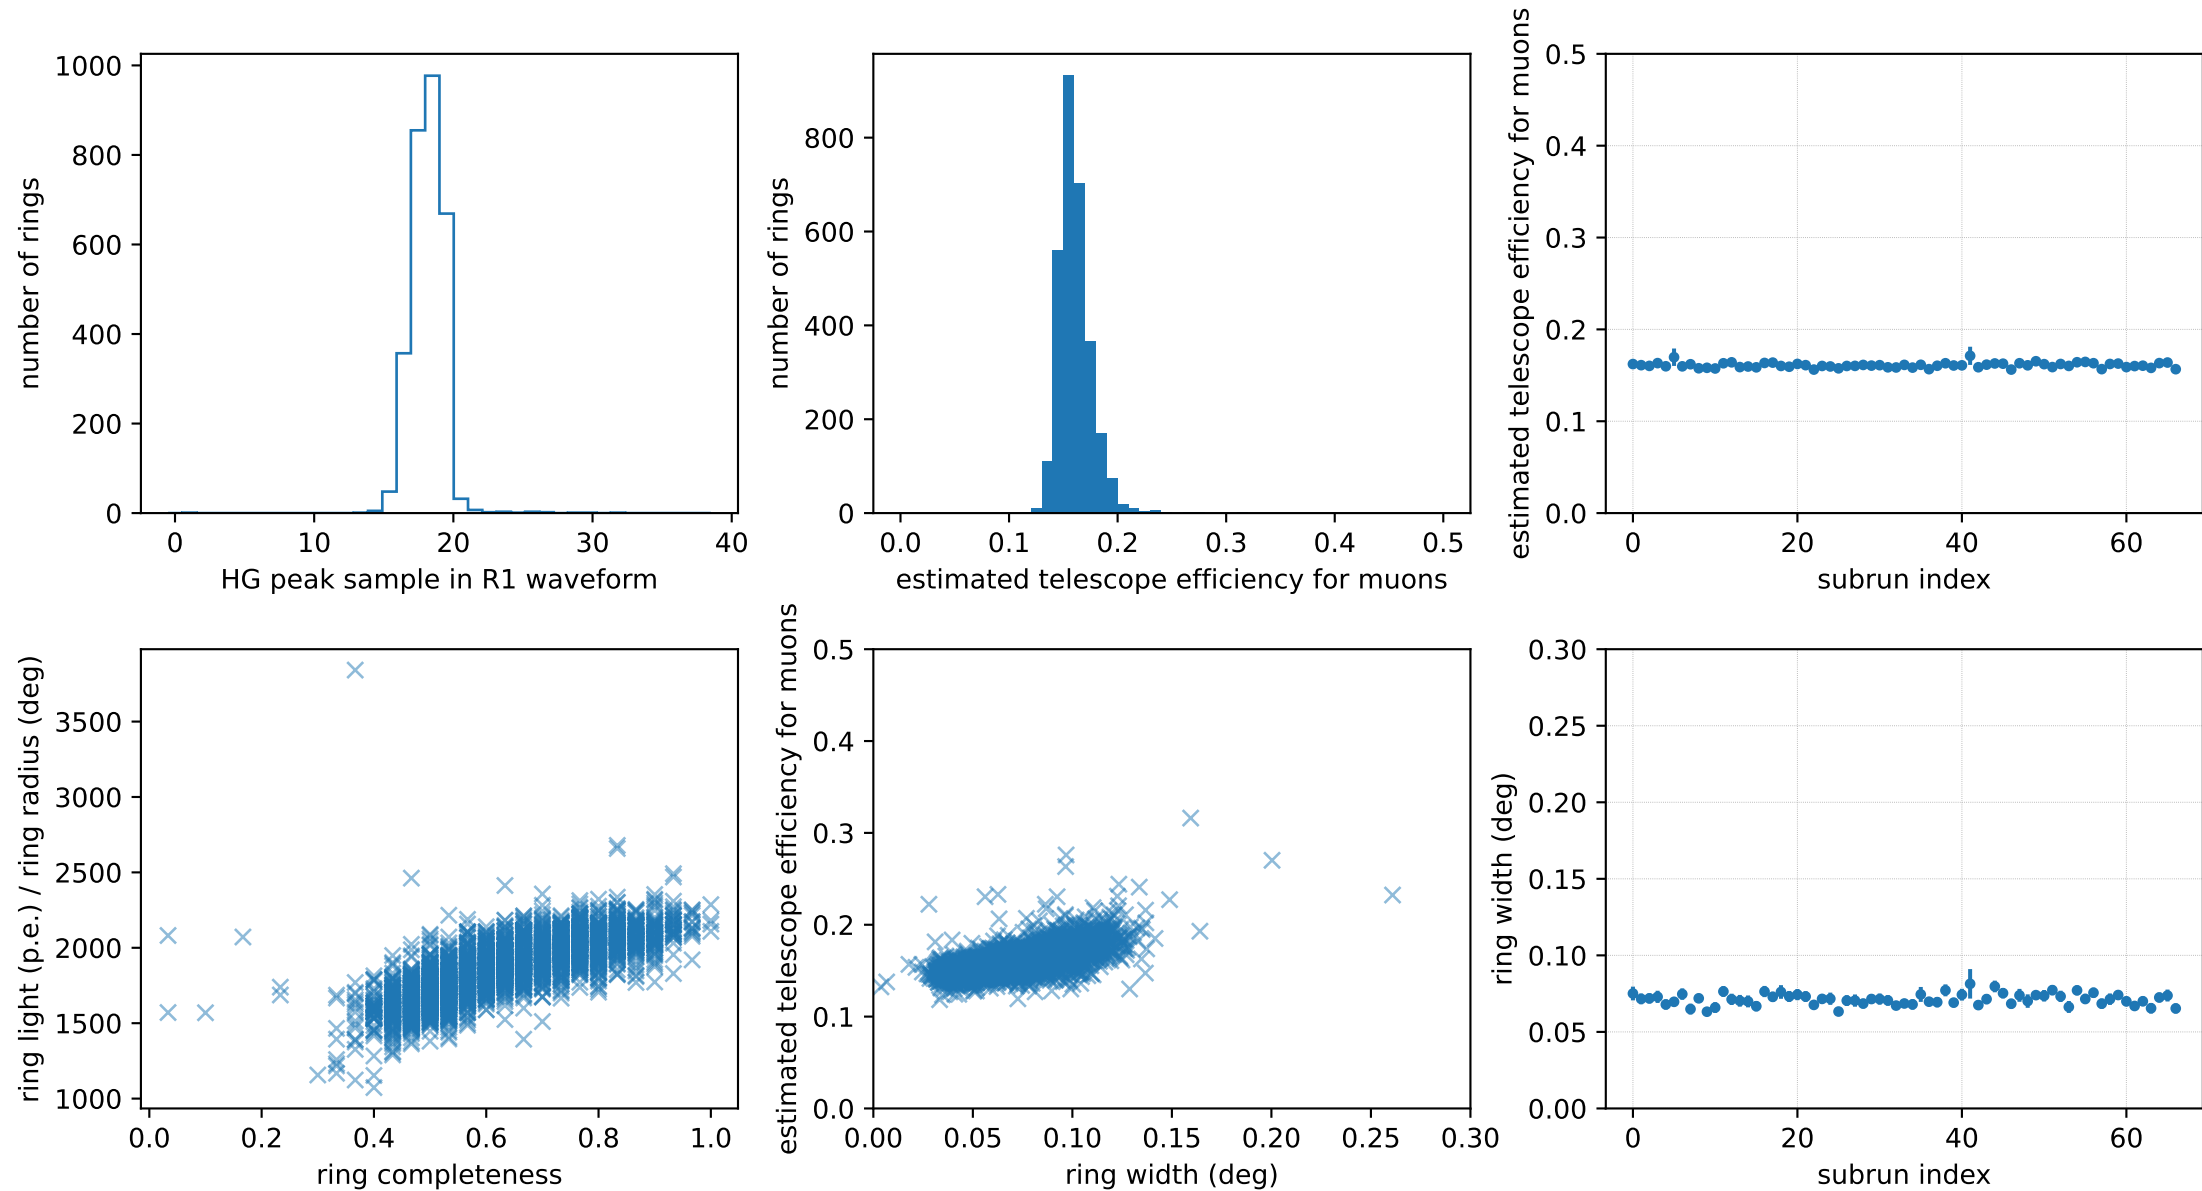 1000
800
600
400
200
0
number of rings
0 10 20 30 40
HG peak sample in R1 waveform
800
600
400
200
0
number of rings
0.0 0.1 0.2 0.3 0.4 0.5
estimated telescope efficiency for muons
0.5
0.4
0.3
0.2
0.1
0.0
estimated telescope efficiency for muons
0 20 40 60
subrun index
3500
3000
2500
2000
1500
1000
ring light (p.e.) / ring radius (deg)
0.0 0.2 0.4 0.6 0.8 1.0
ring completeness
0.5
0.4
0.3
0.2
0.1
0.0
estimated telescope efficiency for muons
0.00 0.05 0.10 0.15 0.20 0.25 0.30
ring width (deg)
0.30
0.25
0.20
0.15
0.10
0.05
0.00
ring width (deg)
0 20 40 60
subrun index